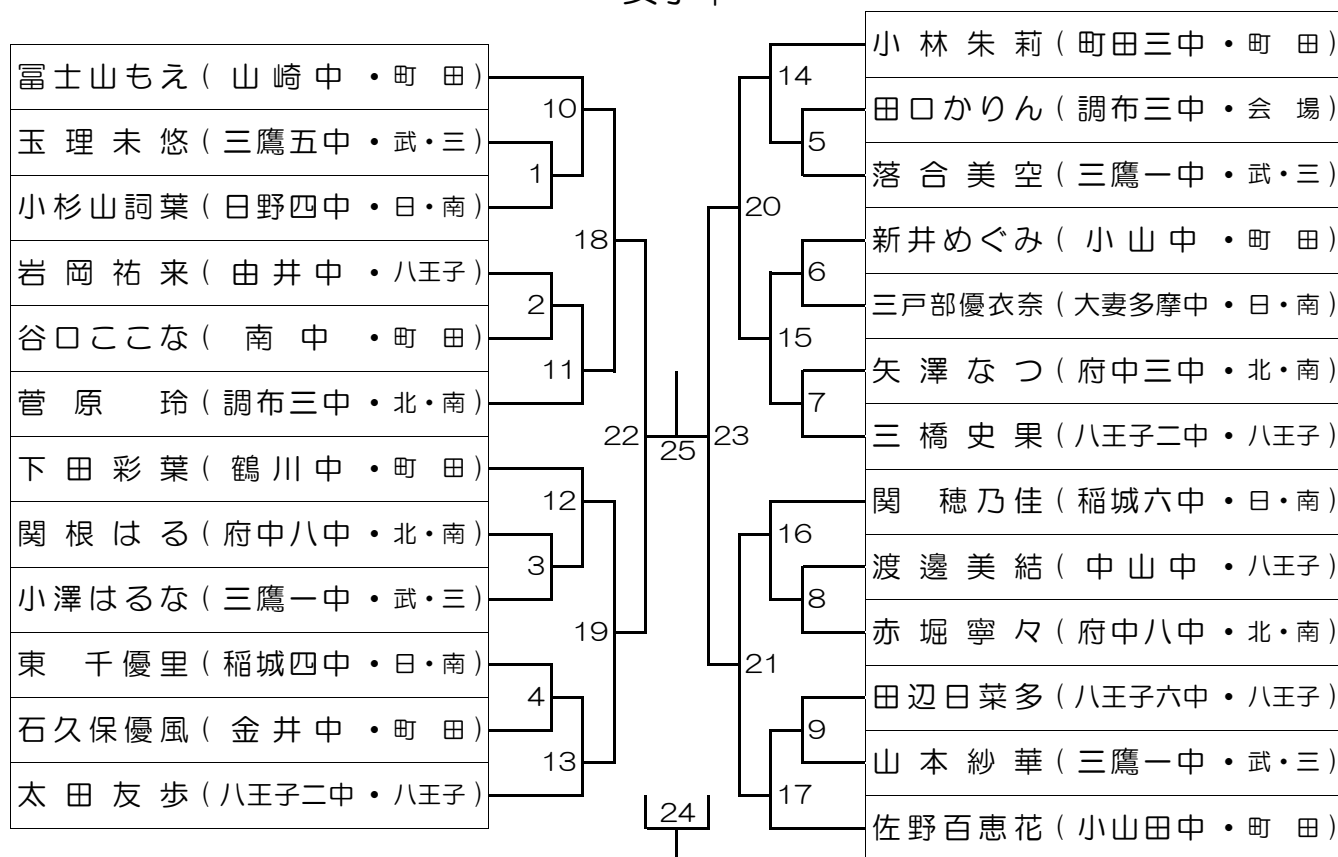 冨士山もえ ( 山崎中 ・ 町 田 )
玉理未悠 ( 三鷹五中 ・ 武・三 )
小杉山詞葉 ( 日野四中 ・ 日・南 )
岩岡祐来 ( 由井中 ・ 八王子 )
谷口ここな ( 南中 ・ 町 田 )
菅原 玲 ( 調布三中 ・ 北・南 )
下田彩葉 ( 鶴川中 ・ 町 田 )
関根はる ( 府中八中 ・ 北・南 )
小澤はるな ( 三鷹一中 ・ 武・三 )
東 千優里 ( 稲城四中 ・ 日・南 )
石久保優風 ( 金井中 ・ 町 田 )
太田友歩 ( 八王子二中 ・ 八王子 )
10
1
18
2
11
12
3
19
4
13
22
25
23
24
14
5
20
6
15
7
16
8
21
9
17
小林朱莉 ( 町田三中 ・ 町 田 )
田口かりん ( 調布三中 ・ 会 場 )
落合美空 ( 三鷹一中 ・ 武・三 )
新井めぐみ ( 小山中 ・ 町 田 )
三戸部優衣奈 ( 大妻多摩中 ・ 日・南 )
矢澤なつ ( 府中三中 ・ 北・南 )
三橋史果 ( 八王子二中 ・ 八王子 )
関 穂乃佳 ( 稲城六中 ・ 日・南 )
渡邊美結 ( 中山中 ・ 八王子 )
赤堀寧々 ( 府中八中 ・ 北・南 )
田辺日菜多 ( 八王子六中 ・ 八王子 )
山本紗華 ( 三鷹一中 ・ 武・三 )
佐野百恵花 ( 小山田中 ・ 町 田 )